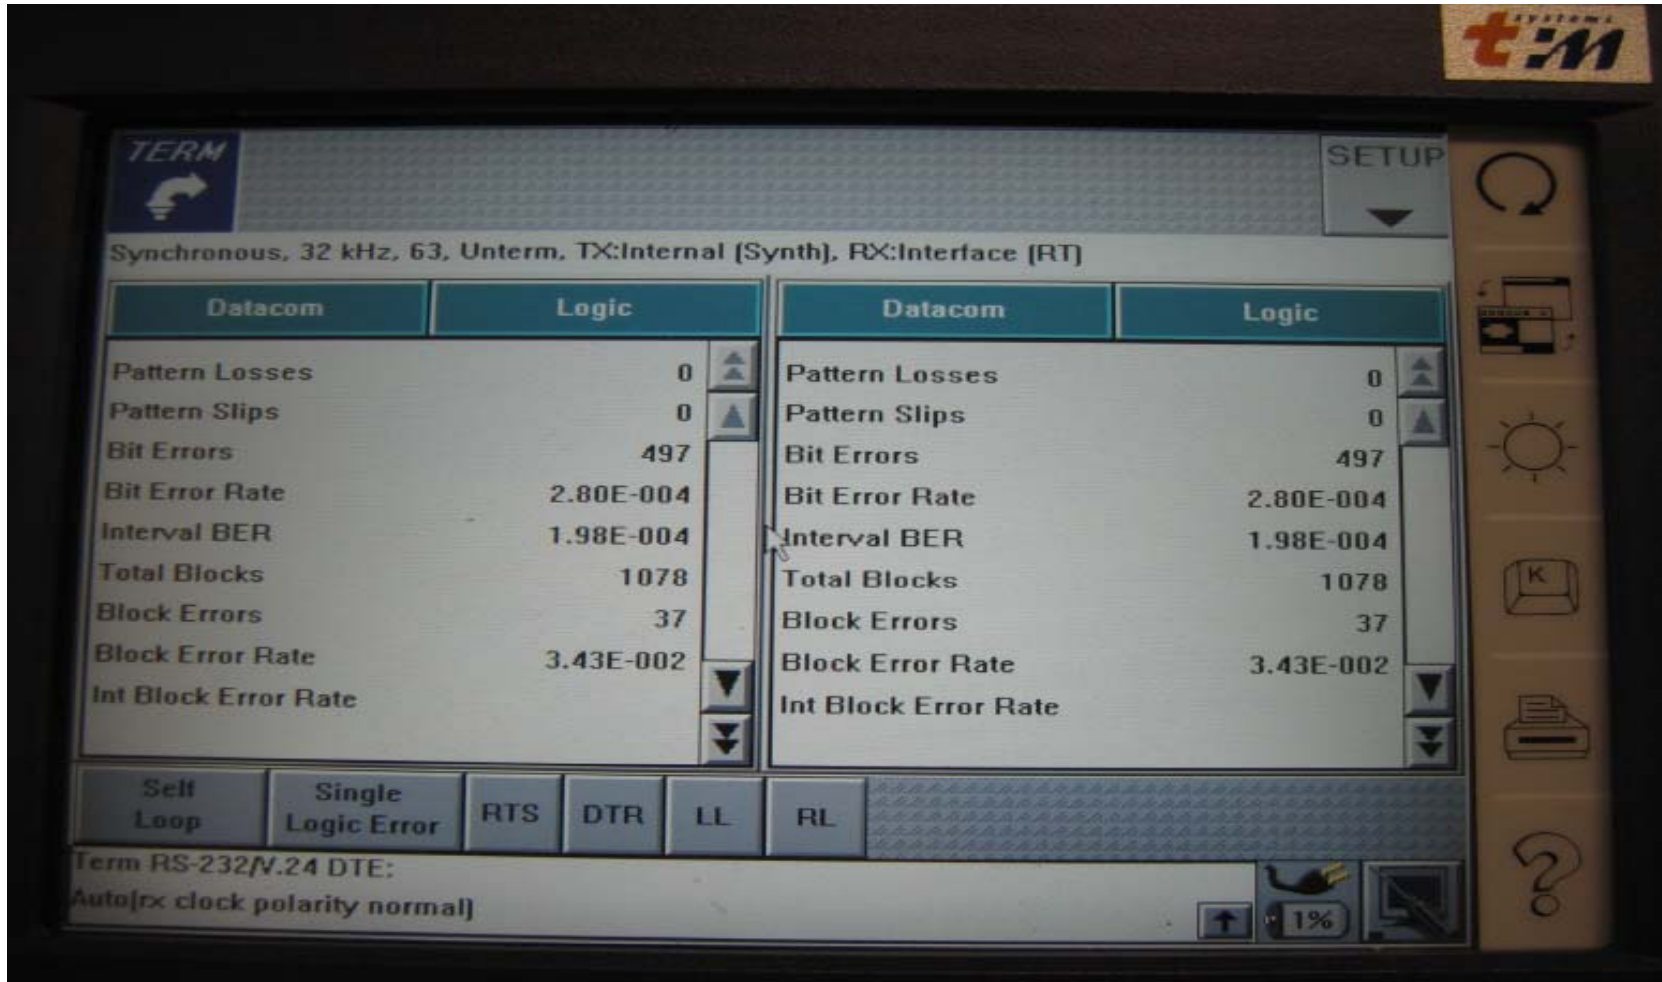 systems
t:m
TERM
SETUP
Synchronous, 32 kHz, 63, Unterm, TX:Internal (Synth), RX:Interface (RT)
Datacom Logic Datacom Logic
Pattern Losses 0 Pattern Losses 0
Pattern Slips 0 Pattern Slips 0
Bit Errors 497 Bit Errors 497
Bit Error Rate 2.80E-004 Bit Error Rate 2.80E-004
Interval BER 1.98E-004 Interval BER 1.98E-004
Total Blocks 1078 Total Blocks 1078
Block Errors 37 Block Errors 37
Block Error Rate 3.43E-002 Block Error Rate 3.43E-002
Int Block Error Rate Int Block Error Rate
Self Loop Single Logic Error RTS DTR LL RL
Term RS-232/V.24 DTE:
Auto(rx clock polarity normal)
1%
K
?